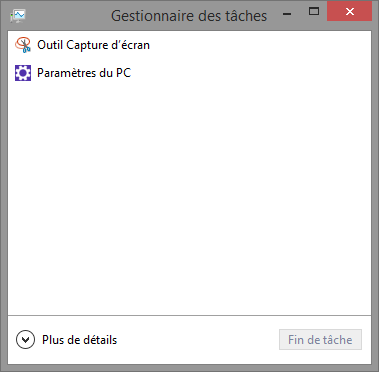 Gestionnaire des tâches
Outil Capture d'écran
Paramètres du PC
Plus de détails
Fin de tâche